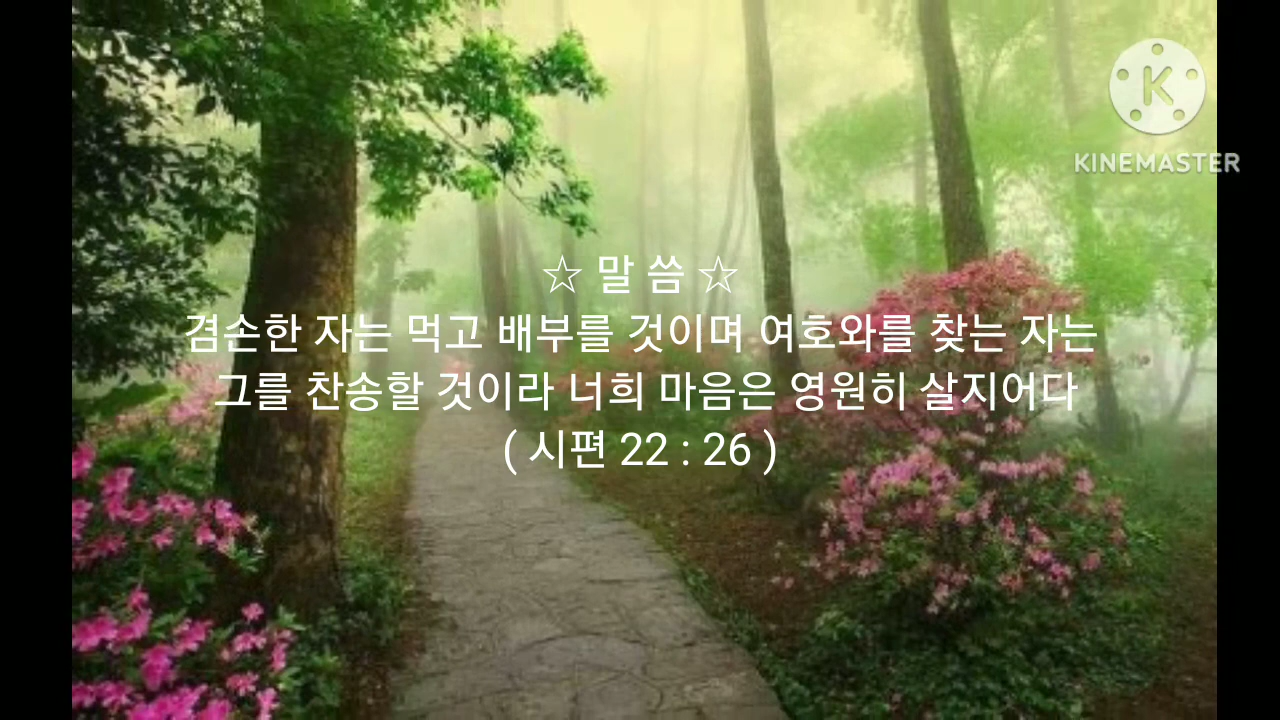 KINEMASTER
☆ 말 씀 ☆
겸손한 자는 먹고 배부를 것이며 여호와를 찾는 자는
그를 찬송할 것이라 너희 마음은 영원히 살지어다
( 시편 22 : 26 )